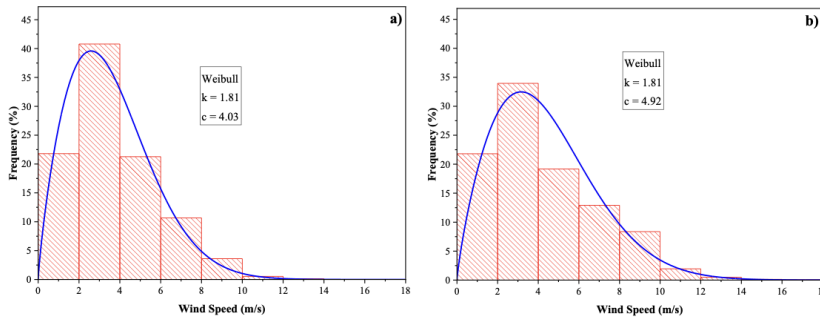 a)
45
40
35
30
25
20
15
10
5
0
Frequency (%)
Weibull
k = 1.81
c = 4.03
0 2 4 6 8 10 12 14 16 18
Wind Speed (m/s)
b)
45
40
35
30
25
20
15
10
5
0
Frequency (%)
Weibull
k = 1.81
c = 4.92
0 2 4 6 8 10 12 14 16
Wind Speed (m/s)